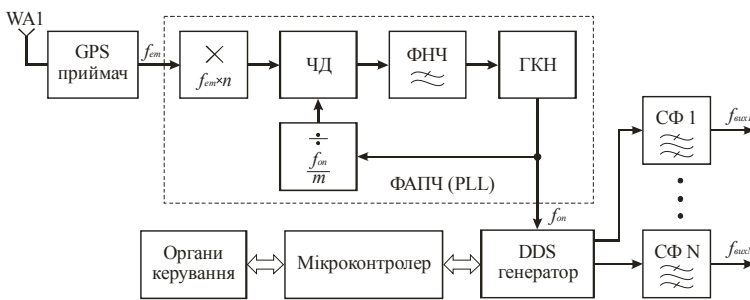 WA1
GPS
приймач
fет
×
fет×n
ЧД
ФНЧ
ГКН
÷
fоп
m
ФАПЧ (PLL)
fоп
СФ 1
fвих1
Органи
керування
Мікроконтролер
DDS
генератор
СФ N
fвихN